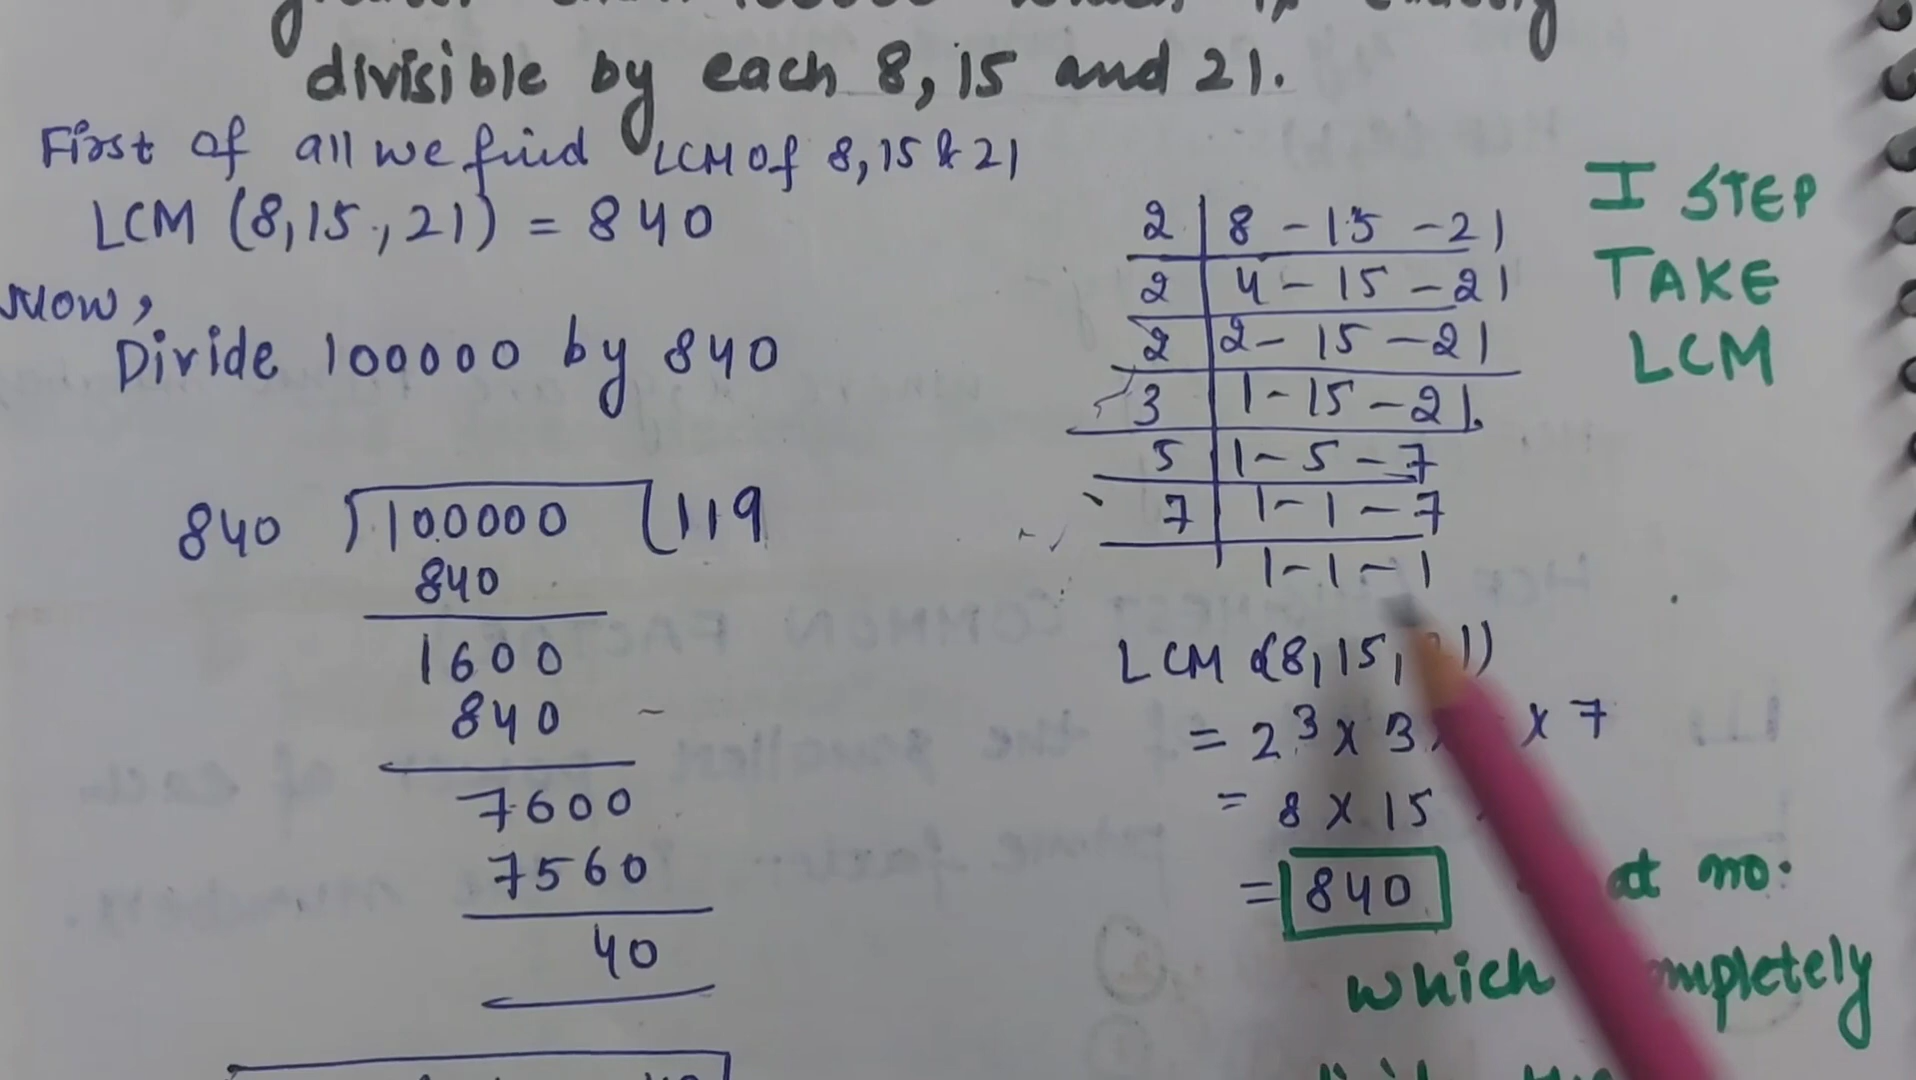 divisible by each 8, 15 and 21.
First of all we find LCM of 8, 15 & 21
LCM (8, 15, 21) = 840
Now,
Divide 100000 by 840
840 ) 100000 ( 119
840
1600
840
7600
7560
40
2 | 8 - 15 - 21
2 | 4 - 15 - 21
2 | 2 - 15 - 21
3 | 1 - 15 - 21
5 | 1 - 5 - 7
7 | 1 - 1 - 7
1 - 1 - 1
LCM (8, 15, 21)
= 2³ x 3 x 7
= 8 x 15
= 840
I STEP
TAKE
LCM
at no.
which completely